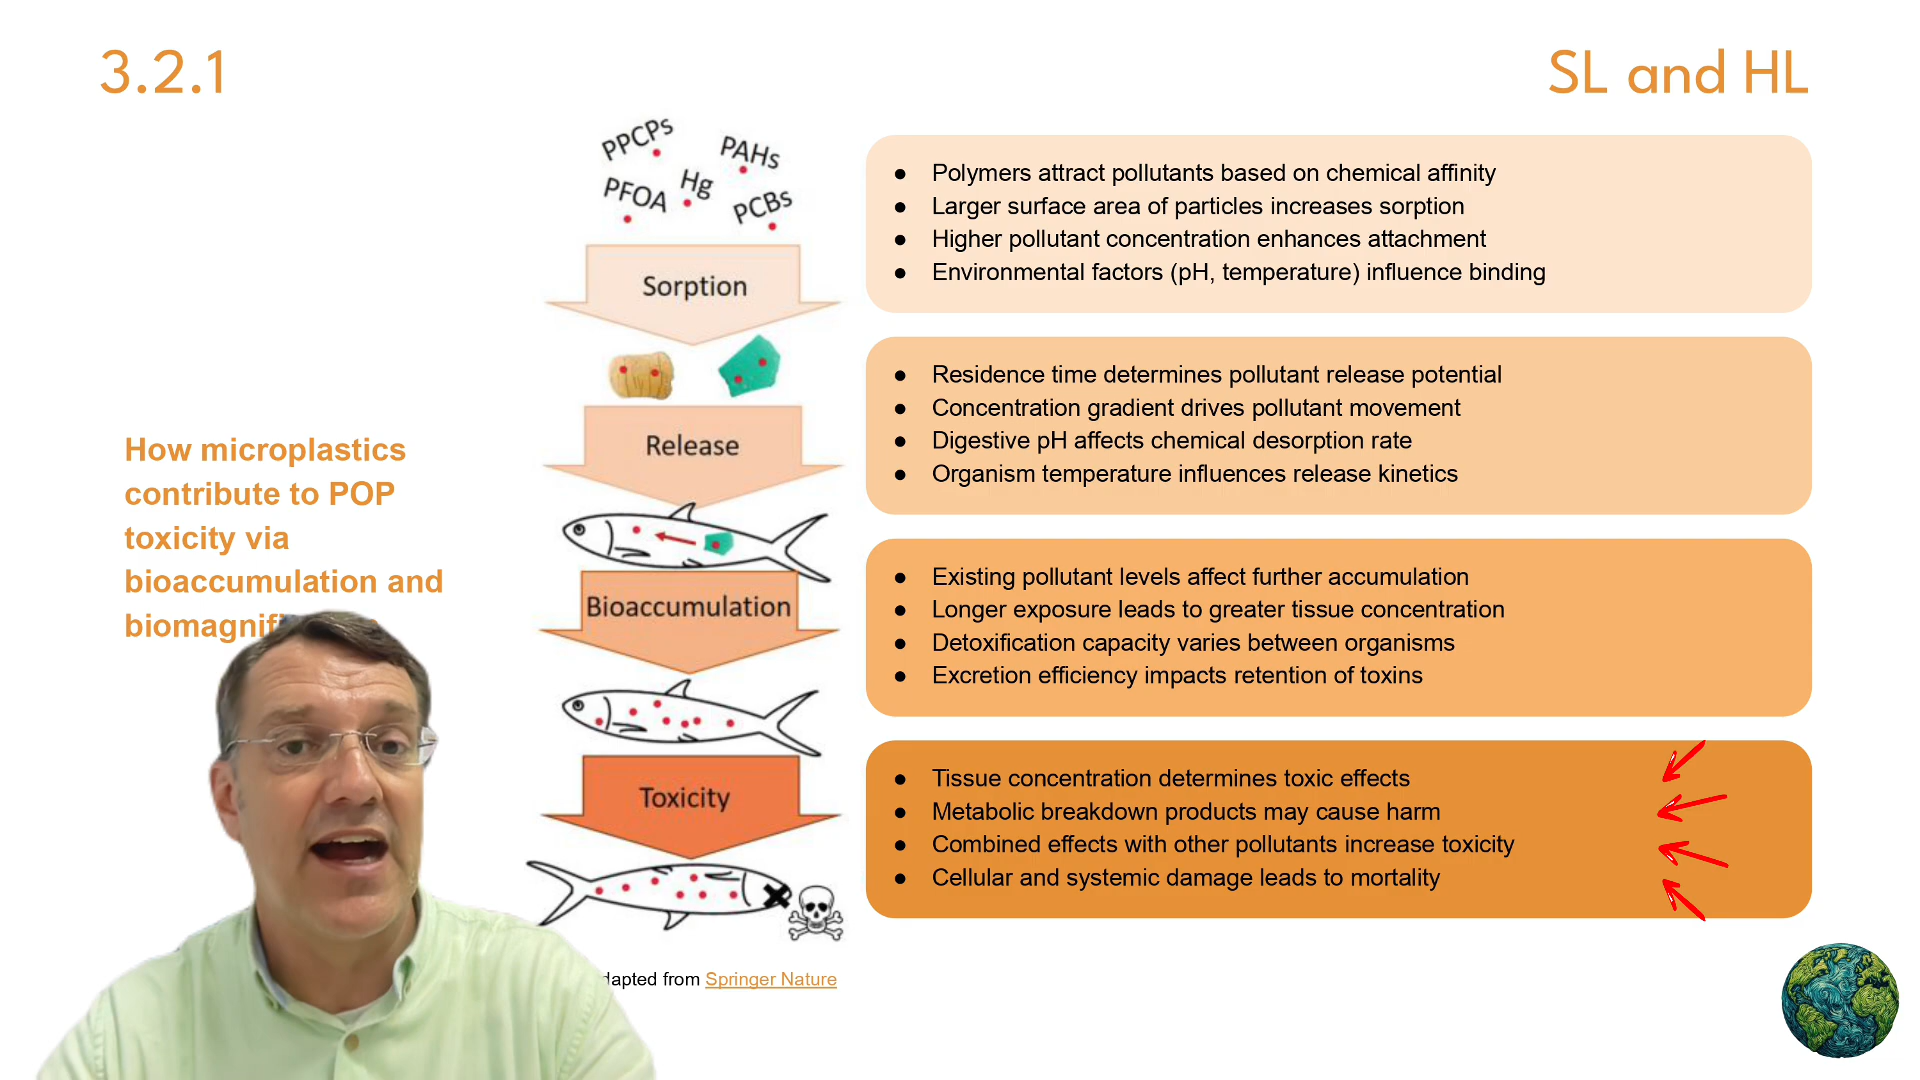 3.2.1
SL and HL
How microplastics
contribute to POP
toxicity via
bioaccumulation and
PPCPs
PAHs
PFOA
Hg
PCBs
Sorption
Release
Bioaccumulation
Toxicity
● Polymers attract pollutants based on chemical affinity
● Larger surface area of particles increases sorption
● Higher pollutant concentration enhances attachment
● Environmental factors (pH, temperature) influence binding
● Residence time determines pollutant release potential
● Concentration gradient drives pollutant movement
● Digestive pH affects chemical desorption rate
● Organism temperature influences release kinetics
● Existing pollutant levels affect further accumulation
● Longer exposure leads to greater tissue concentration
● Detoxification capacity varies between organisms
● Excretion efficiency impacts retention of toxins
● Tissue concentration determines toxic effects
● Metabolic breakdown products may cause harm
● Combined effects with other pollutants increase toxicity
● Cellular and systemic damage leads to mortality
from Springer Nature